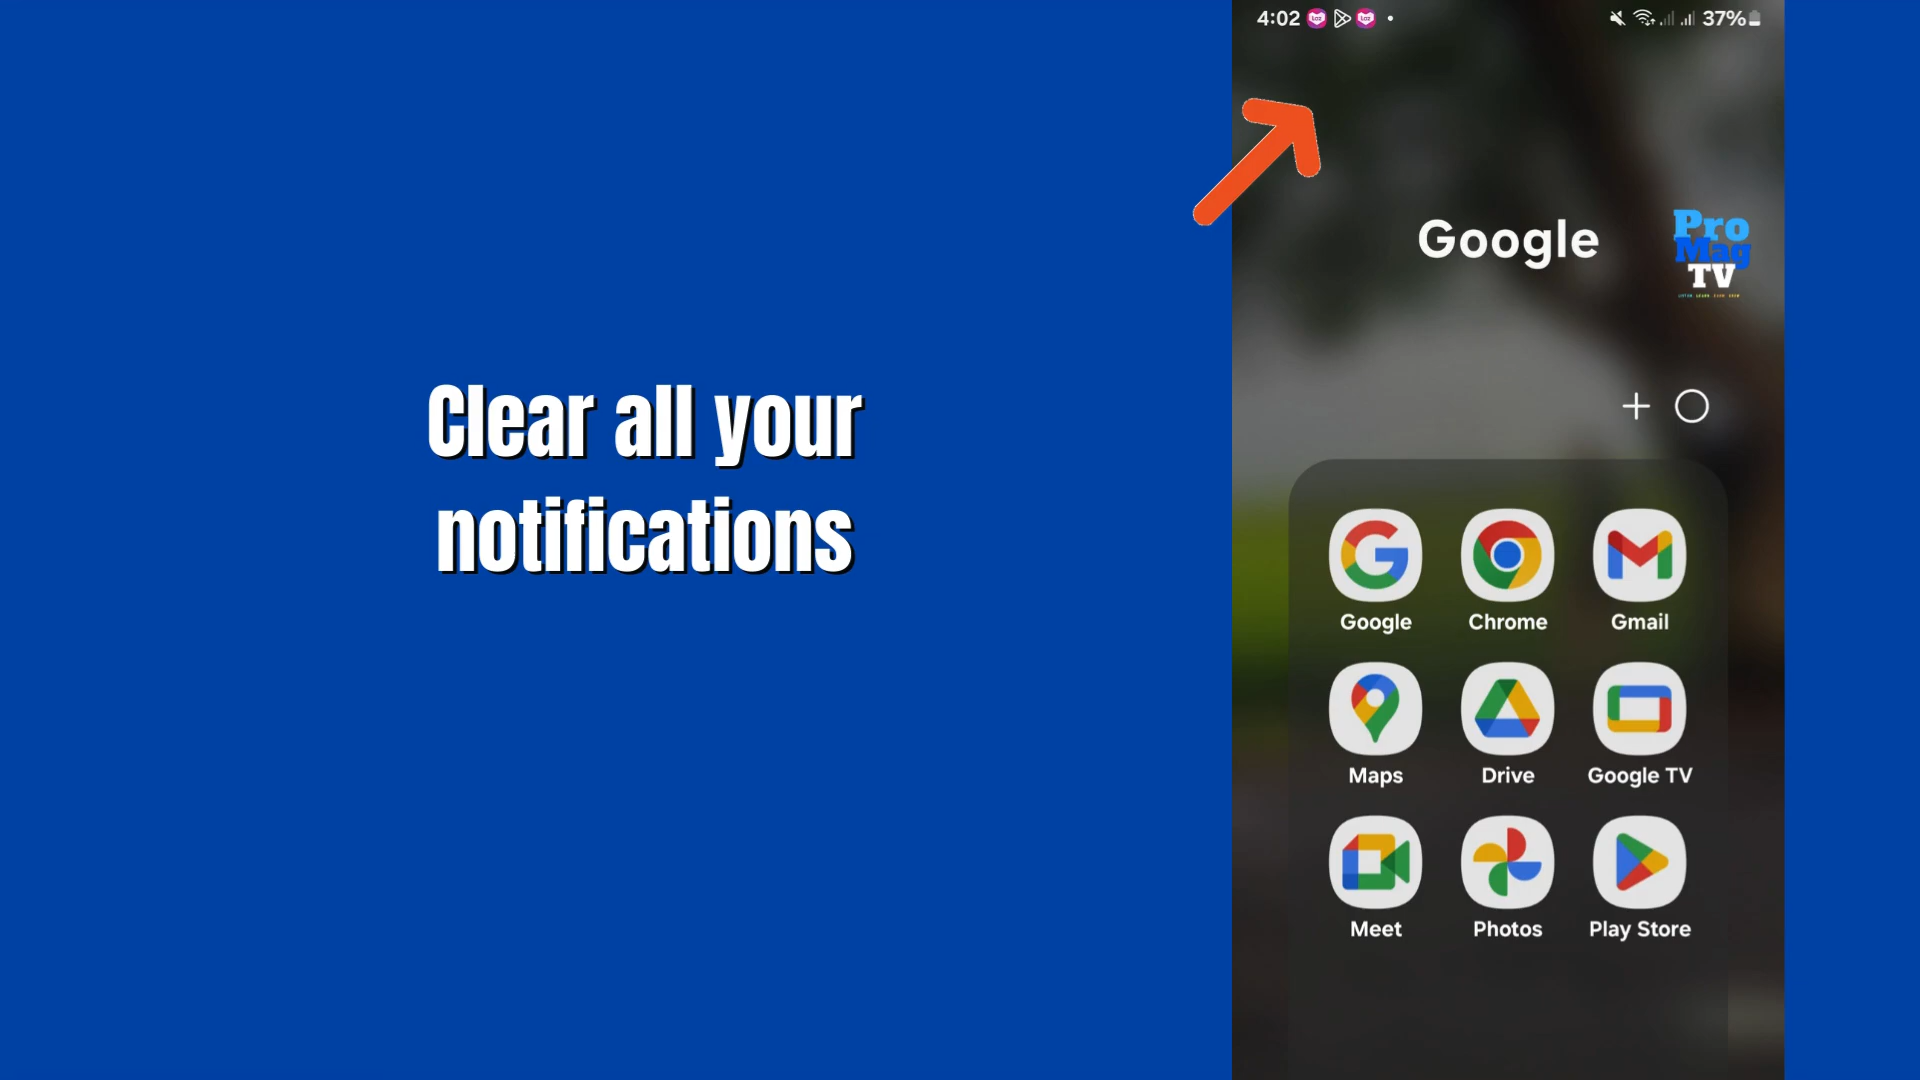 Clear all your
notifications
4:02
37%
Google
Pro
Mag
TV
Google Chrome Gmail
Maps Drive Google TV
Meet Photos Play Store